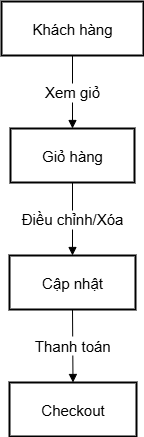 Khách hàng
Xem giỏ
Giỏ hàng
Điều chỉnh/Xóa
Cập nhật
Thanh toán
Checkout